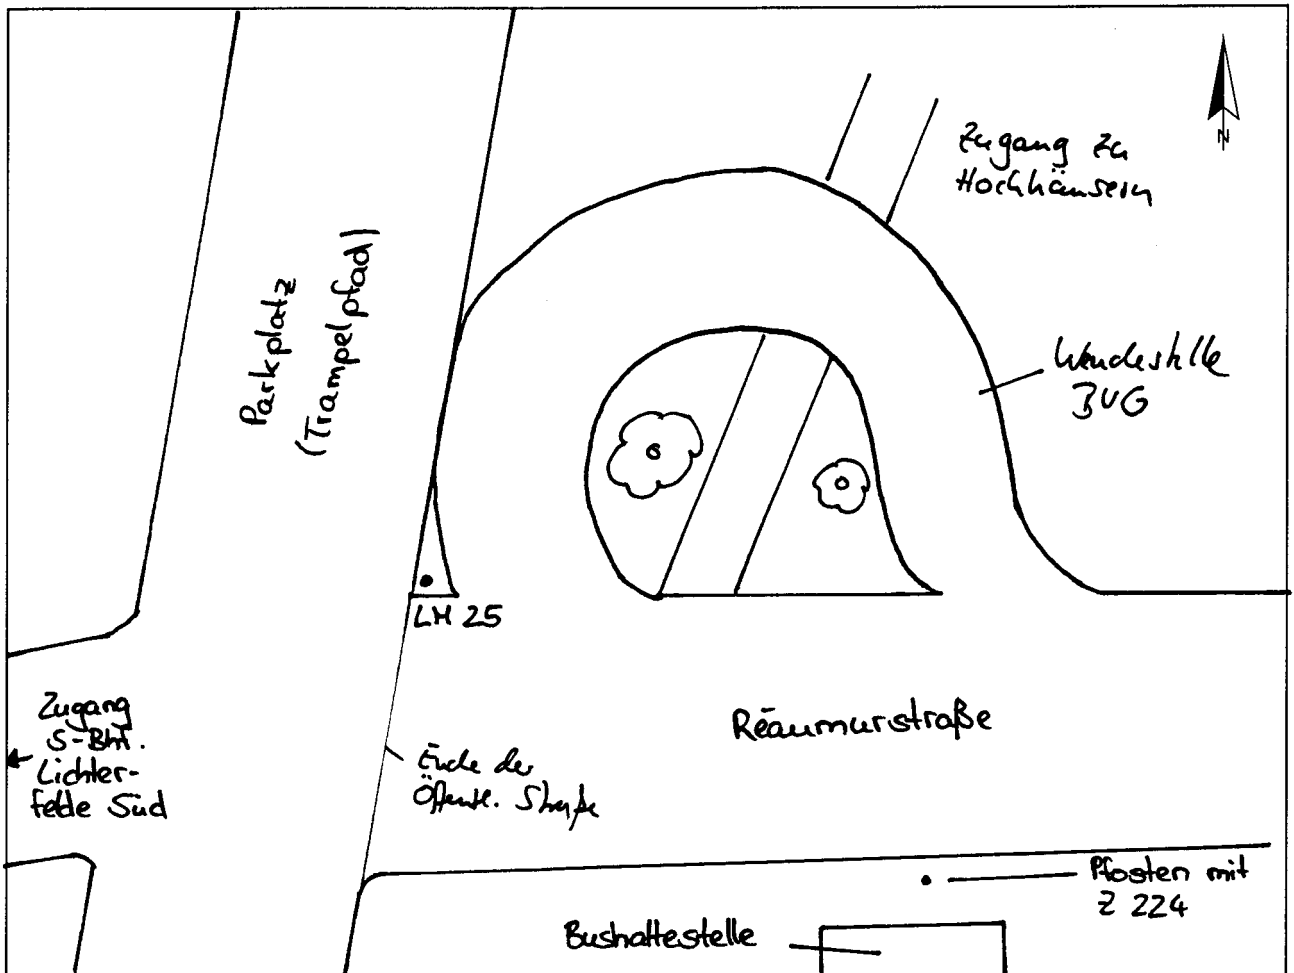 N
Zugang zu
Hochhäusern
Parkplatz
(Trampelpfad)
Wendestelle
BVG
LM 25
Zugang
S-Bhf.
Lichter-
felde Süd
Réaumurstraße
Ende der
Öffentl. Straße
Pfosten mit
Z 224
Bushaltestelle